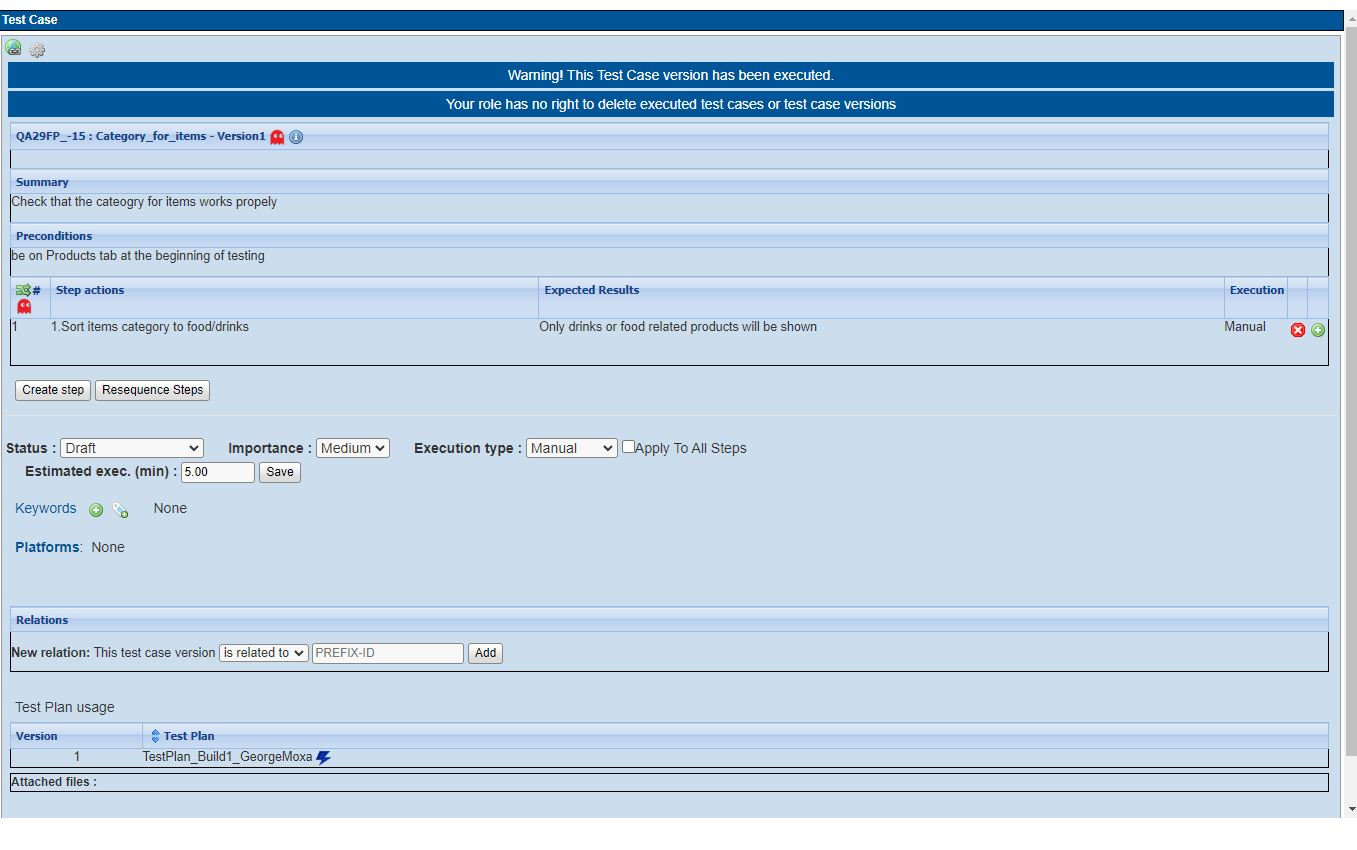 Test Case
Warning! This Test Case version has been executed.
Your role has no right to delete executed test cases or test case versions
QA29FP_-15 : Category_for_items - Version1
Summary
Check that the cateogry for items works propely
Preconditions
be on Products tab at the beginning of testing
# Step actions Expected Results Execution
1 1.Sort items category to food/drinks Only drinks or food related products will be shown Manual
Create step Resequence Steps
Status : Draft Importance : Medium Execution type : Manual Apply To All Steps
Estimated exec. (min) : 5.00 Save
Keywords None
Platforms: None
Relations
New relation: This test case version is related to PREFIX-ID Add
Test Plan usage
Version Test Plan
1 TestPlan_Build1_GeorgeMoxa
Attached files :